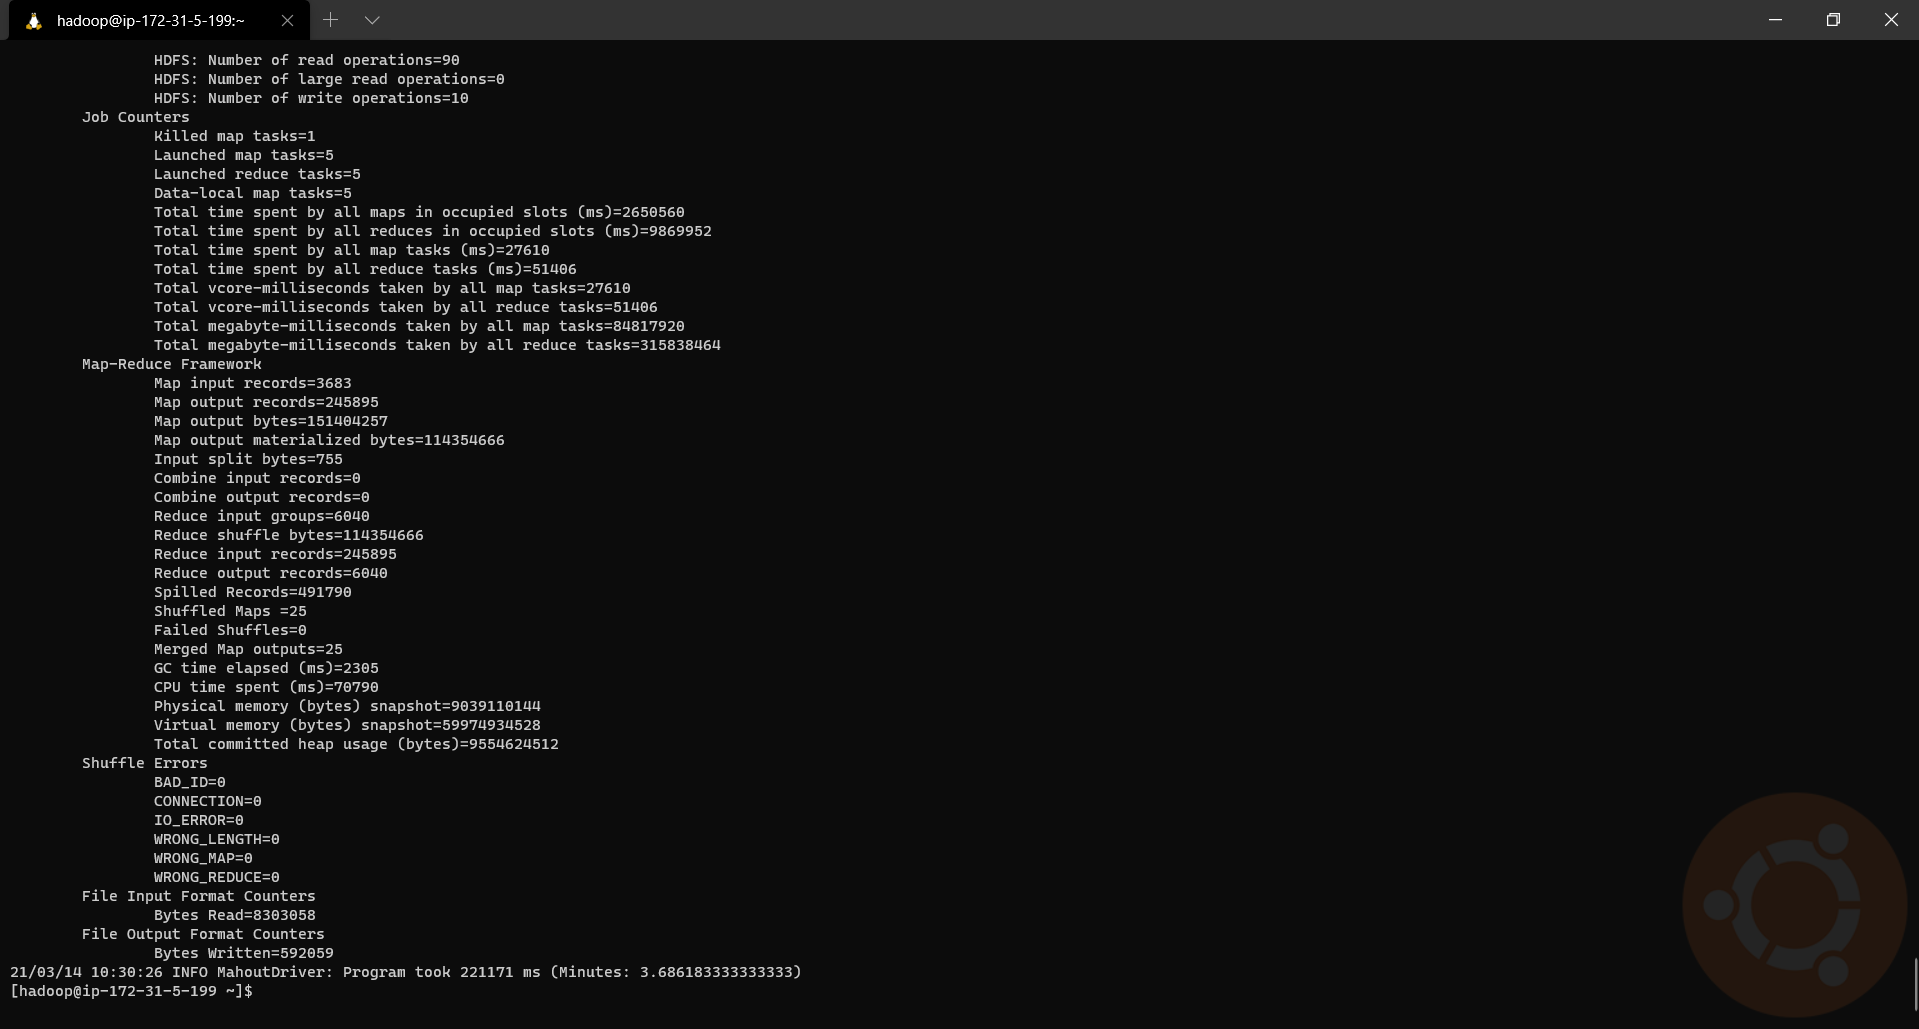 hadoop@ip-172-31-5-199:~
HDFS: Number of read operations=90
HDFS: Number of large read operations=0
HDFS: Number of write operations=10
Job Counters
Killed map tasks=1
Launched map tasks=5
Launched reduce tasks=5
Data-local map tasks=5
Total time spent by all maps in occupied slots (ms)=2650560
Total time spent by all reduces in occupied slots (ms)=9869952
Total time spent by all map tasks (ms)=27610
Total time spent by all reduce tasks (ms)=51406
Total vcore-milliseconds taken by all map tasks=27610
Total vcore-milliseconds taken by all reduce tasks=51406
Total megabyte-milliseconds taken by all map tasks=84817920
Total megabyte-milliseconds taken by all reduce tasks=315838464
Map-Reduce Framework
Map input records=3683
Map output records=245895
Map output bytes=151404257
Map output materialized bytes=114354666
Input split bytes=755
Combine input records=0
Combine output records=0
Reduce input groups=6040
Reduce shuffle bytes=114354666
Reduce input records=245895
Reduce output records=6040
Spilled Records=491790
Shuffled Maps =25
Failed Shuffles=0
Merged Map outputs=25
GC time elapsed (ms)=2305
CPU time spent (ms)=70790
Physical memory (bytes) snapshot=9039110144
Virtual memory (bytes) snapshot=59974934528
Total committed heap usage (bytes)=9554624512
Shuffle Errors
BAD_ID=0
CONNECTION=0
IO_ERROR=0
WRONG_LENGTH=0
WRONG_MAP=0
WRONG_REDUCE=0
File Input Format Counters
Bytes Read=8303058
File Output Format Counters
Bytes Written=592059
21/03/14 10:30:26 INFO MahoutDriver: Program took 221171 ms (Minutes: 3.686183333333333)
[hadoop@ip-172-31-5-199 ~]$